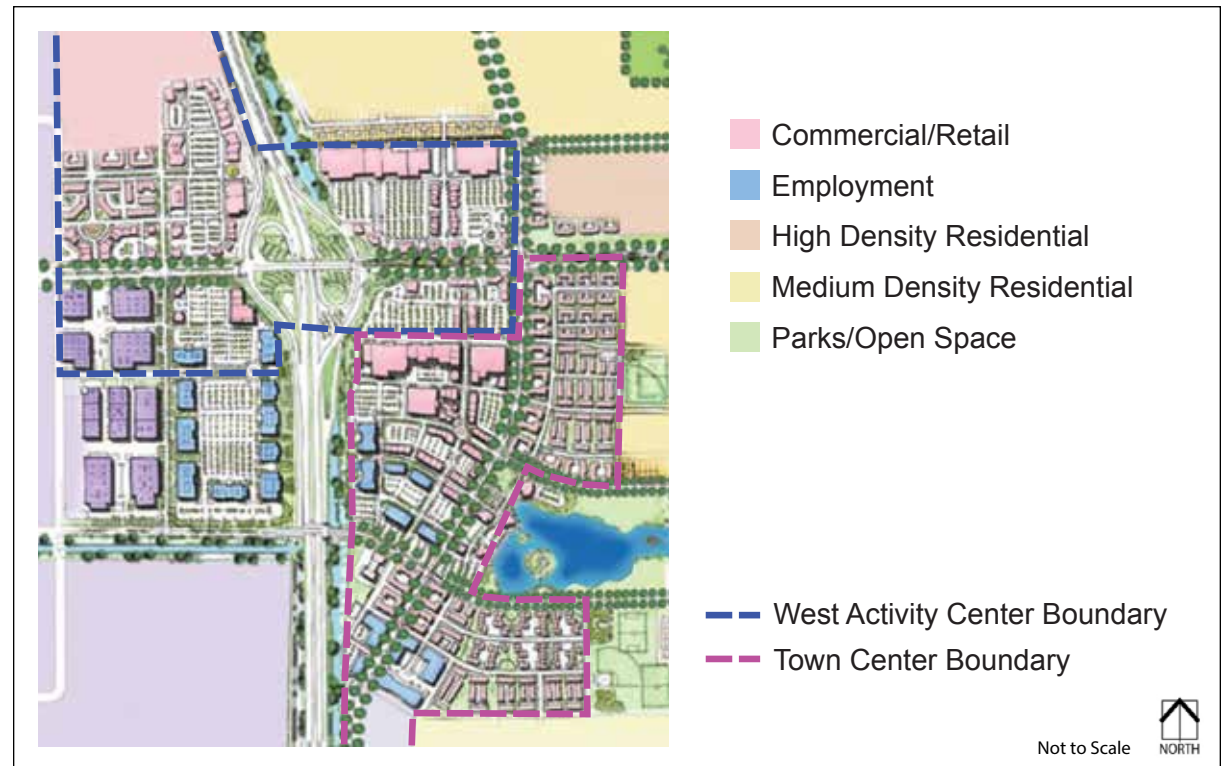 Commercial/Retail
Employment
High Density Residential
Medium Density Residential
Parks/Open Space
West Activity Center Boundary
Town Center Boundary
Not to Scale
NORTH